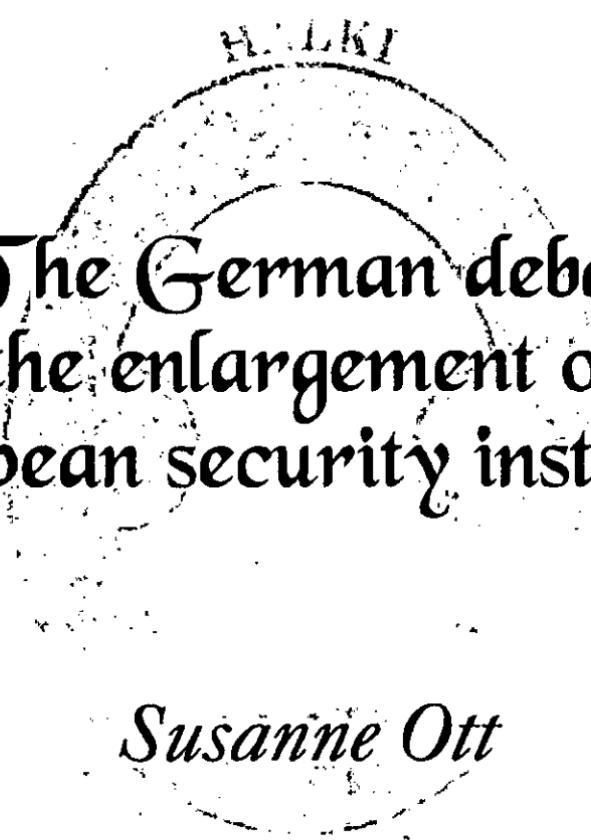 The German deba
the enlargement o
pean security inst
Susanne Ott